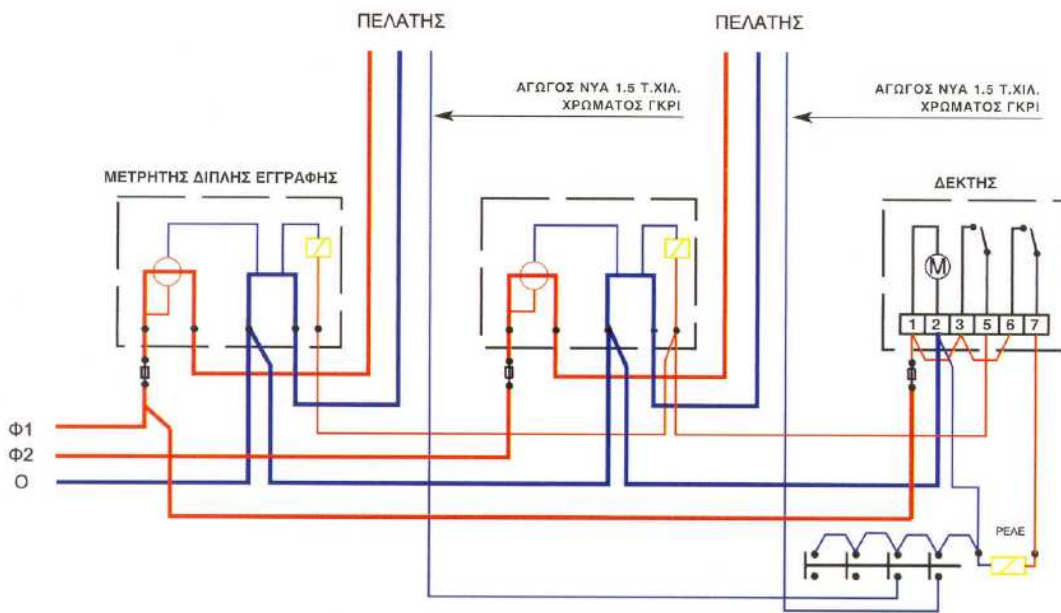 ΠΕΛΑΤΗΣ
ΠΕΛΑΤΗΣ
ΑΓΩΓΟΣ ΝΥΑ 1.5 Τ.ΧΙΛ.
ΧΡΩΜΑΤΟΣ ΓΚΡΙ
ΑΓΩΓΟΣ ΝΥΑ 1.5 Τ.ΧΙΛ.
ΧΡΩΜΑΤΟΣ ΓΚΡΙ
ΜΕΤΡΗΤΗΣ ΔΙΠΛΗΣ ΕΓΓΡΑΦΗΣ
ΔΕΚΤΗΣ
M
1 2 3 5 6 7
Φ1
Φ2
Ο
ΡΕΛΕ